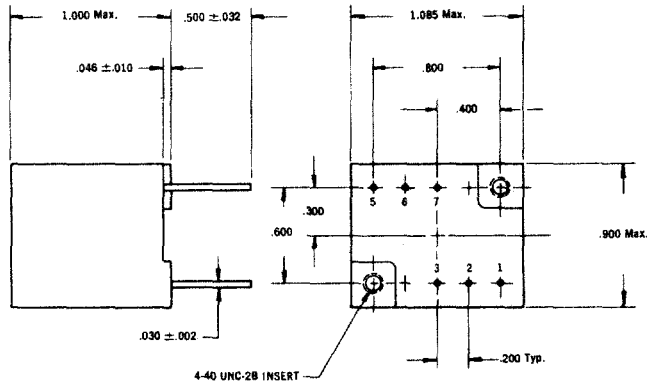 1.000 Max.
.500 ±.032
1.085 Max.
.046 ±.010
.800
.400
5
6
7
.300
.600
.900 Max.
3
2
1
.030 ±.002
.200 Typ.
4-40 UNC-2B INSERT